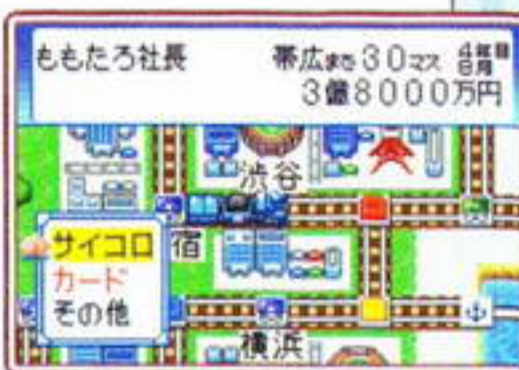 ももたろ社長
帯広まで30マス 4年目
8月
3億8000万円
渋谷
サイコロ
宿
カード
その他
横浜